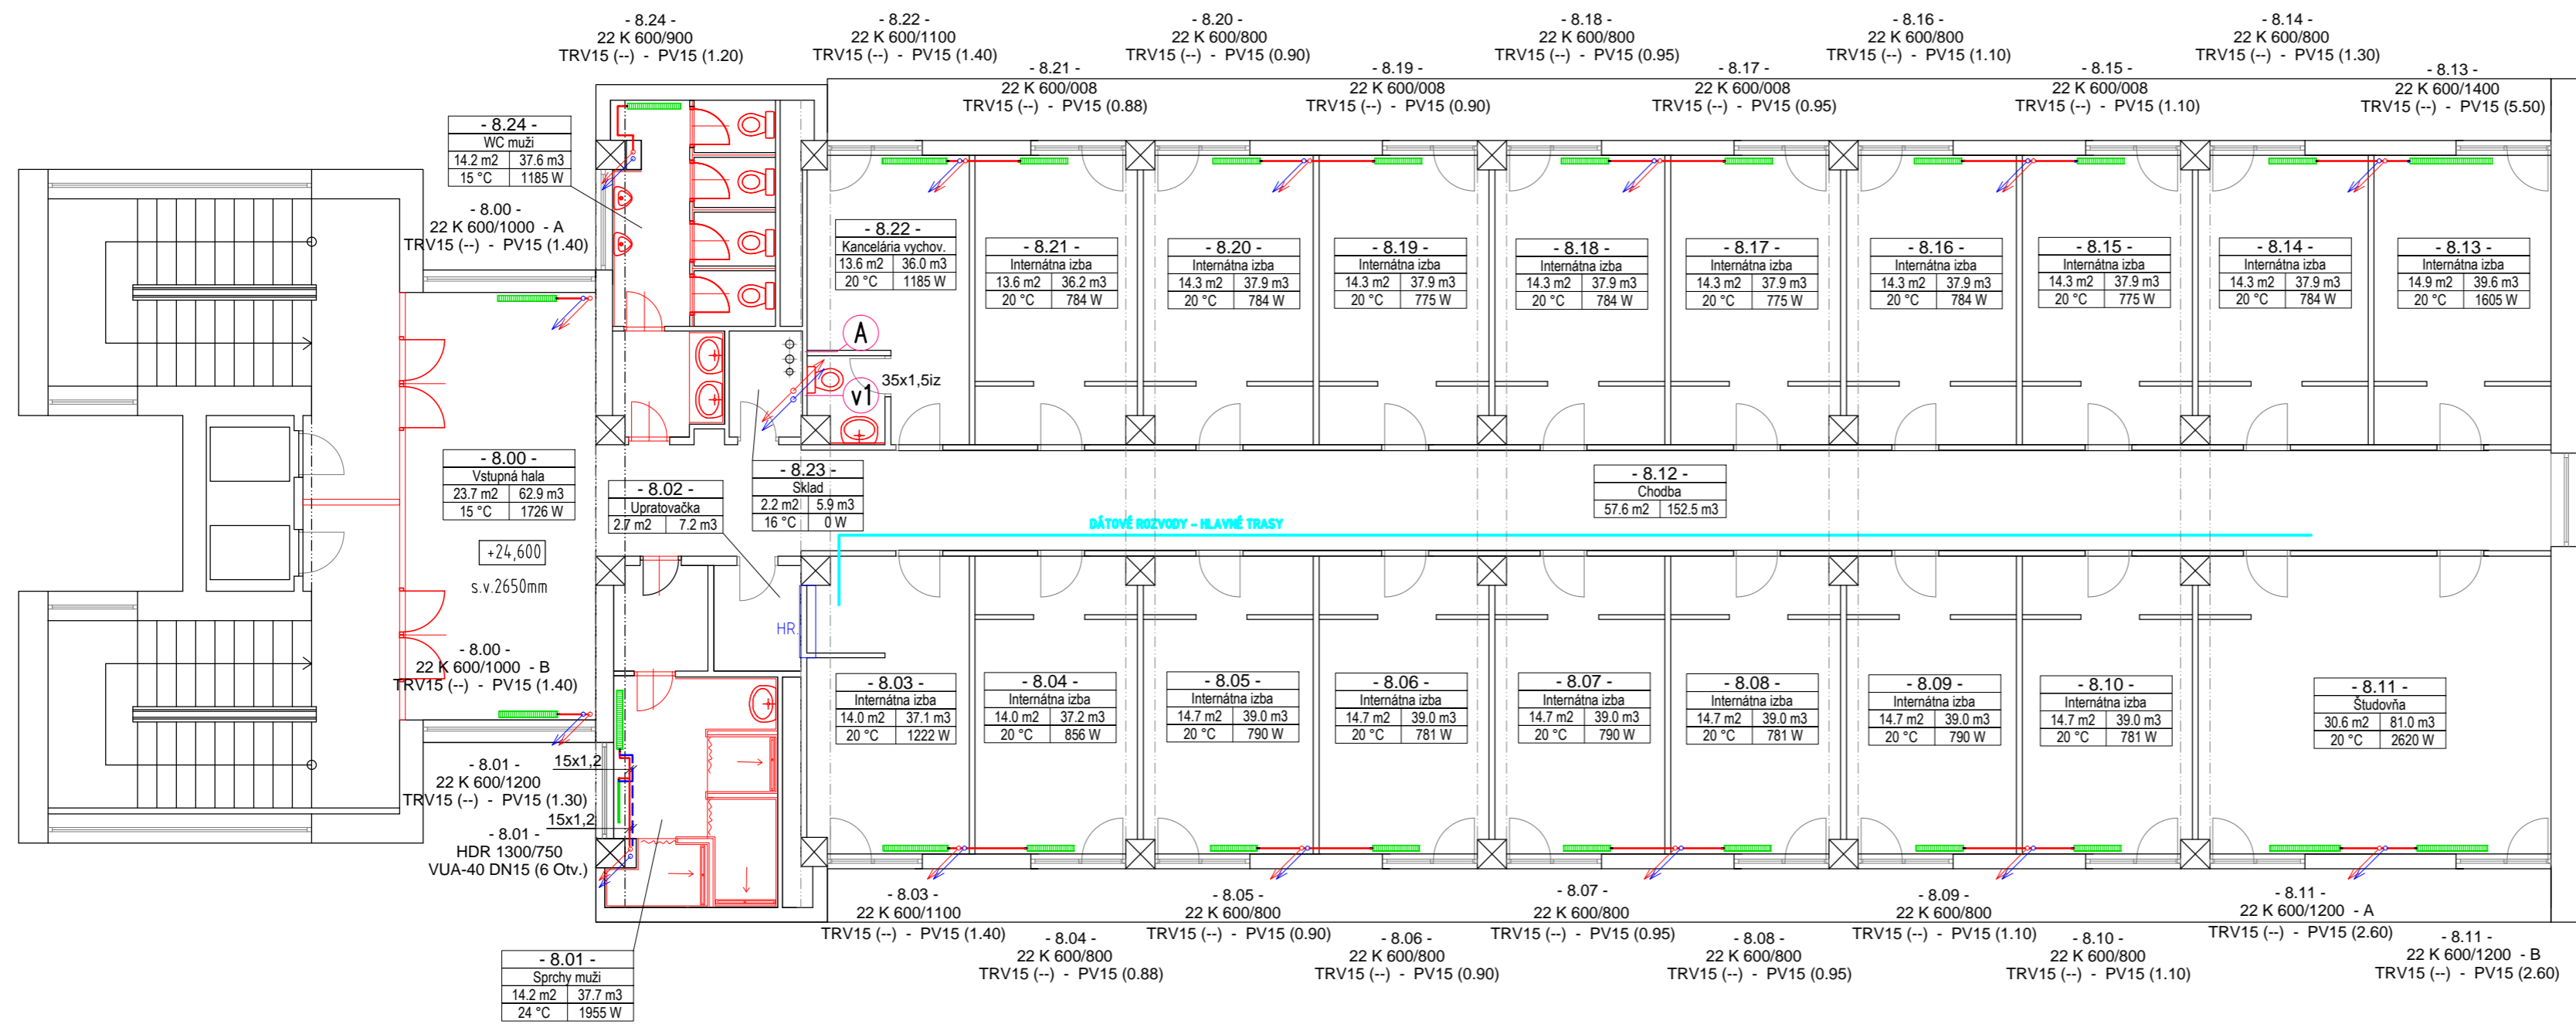 - 8.24 -
22 K 600/900
TRV15 (--) - PV15 (1.20)
- 8.22 -
22 K 600/1100
TRV15 (--) - PV15 (1.40)
- 8.21 -
22 K 600/008
TRV15 (--) - PV15 (0.88)
- 8.20 -
22 K 600/800
TRV15 (--) - PV15 (0.90)
- 8.19 -
22 K 600/008
TRV15 (--) - PV15 (0.90)
- 8.18 -
22 K 600/800
TRV15 (--) - PV15 (0.95)
- 8.17 -
22 K 600/008
TRV15 (--) - PV15 (0.95)
- 8.16 -
22 K 600/800
TRV15 (--) - PV15 (1.10)
- 8.15 -
22 K 600/008
TRV15 (--) - PV15 (1.10)
- 8.14 -
22 K 600/800
TRV15 (--) - PV15 (1.30)
- 8.13 -
22 K 600/1400
TRV15 (--) - PV15 (5.50)
- 8.24 -
WC muži
14.2 m2 37.6 m3
15 °C 1185 W
- 8.00 -
22 K 600/1000 - A
TRV15 (--) - PV15 (1.40)
- 8.22 -
Kancelária vychov.
13.6 m2 36.0 m3
20 °C 1185 W
- 8.21 -
Internátna izba
13.6 m2 36.2 m3
20 °C 784 W
- 8.20 -
Internátna izba
14.3 m2 37.9 m3
20 °C 784 W
- 8.19 -
Internátna izba
14.3 m2 37.9 m3
20 °C 775 W
- 8.18 -
Internátna izba
14.3 m2 37.9 m3
20 °C 784 W
- 8.17 -
Internátna izba
14.3 m2 37.9 m3
20 °C 775 W
- 8.16 -
Internátna izba
14.3 m2 37.9 m3
20 °C 784 W
- 8.15 -
Internátna izba
14.3 m2 37.9 m3
20 °C 775 W
- 8.14 -
Internátna izba
14.3 m2 37.9 m3
20 °C 784 W
- 8.13 -
Internátna izba
14.9 m2 39.6 m3
20 °C 1605 W
A
v1
35x1,5iz
- 8.00 -
Vstupná hala
23.7 m2 62.9 m3
15 °C 1726 W
+24,600
s.v.2650mm
- 8.02 -
Upratovačka
2.7 m2 7.2 m3
- 8.23 -
Sklad
2.2 m2 5.9 m3
16 °C 0 W
- 8.12 -
Chodba
57.6 m2 152.5 m3
DÁTOVÉ ROZVODY - HLAVNÉ TRASY
HR.
- 8.00 -
22 K 600/1000 - B
TRV15 (--) - PV15 (1.40)
- 8.03 -
Internátna izba
14.0 m2 37.1 m3
20 °C 1222 W
- 8.04 -
Internátna izba
14.0 m2 37.2 m3
20 °C 856 W
- 8.05 -
Internátna izba
14.7 m2 39.0 m3
20 °C 790 W
- 8.06 -
Internátna izba
14.7 m2 39.0 m3
20 °C 781 W
- 8.07 -
Internátna izba
14.7 m2 39.0 m3
20 °C 790 W
- 8.08 -
Internátna izba
14.7 m2 39.0 m3
20 °C 781 W
- 8.09 -
Internátna izba
14.7 m2 39.0 m3
20 °C 790 W
- 8.10 -
Internátna izba
14.7 m2 39.0 m3
20 °C 781 W
- 8.11 -
Študovňa
30.6 m2 81.0 m3
20 °C 2620 W
- 8.01 -
22 K 600/1200
TRV15 (--) - PV15 (1.30)
15x1,2
15x1,2
- 8.01 -
HDR 1300/750
VUA-40 DN15 (6 Otv.)
- 8.03 -
22 K 600/1100
TRV15 (--) - PV15 (1.40)
- 8.04 -
22 K 600/800
TRV15 (--) - PV15 (0.88)
- 8.05 -
22 K 600/800
TRV15 (--) - PV15 (0.90)
- 8.06 -
22 K 600/800
TRV15 (--) - PV15 (0.90)
- 8.07 -
22 K 600/800
TRV15 (--) - PV15 (0.95)
- 8.08 -
22 K 600/800
TRV15 (--) - PV15 (0.95)
- 8.09 -
22 K 600/800
TRV15 (--) - PV15 (1.10)
- 8.10 -
22 K 600/800
TRV15 (--) - PV15 (1.10)
- 8.11 -
22 K 600/1200 - A
TRV15 (--) - PV15 (2.60)
- 8.11 -
22 K 600/1200 - B
TRV15 (--) - PV15 (2.60)
- 8.01 -
Sprchy muži
14.2 m2 37.7 m3
24 °C 1955 W